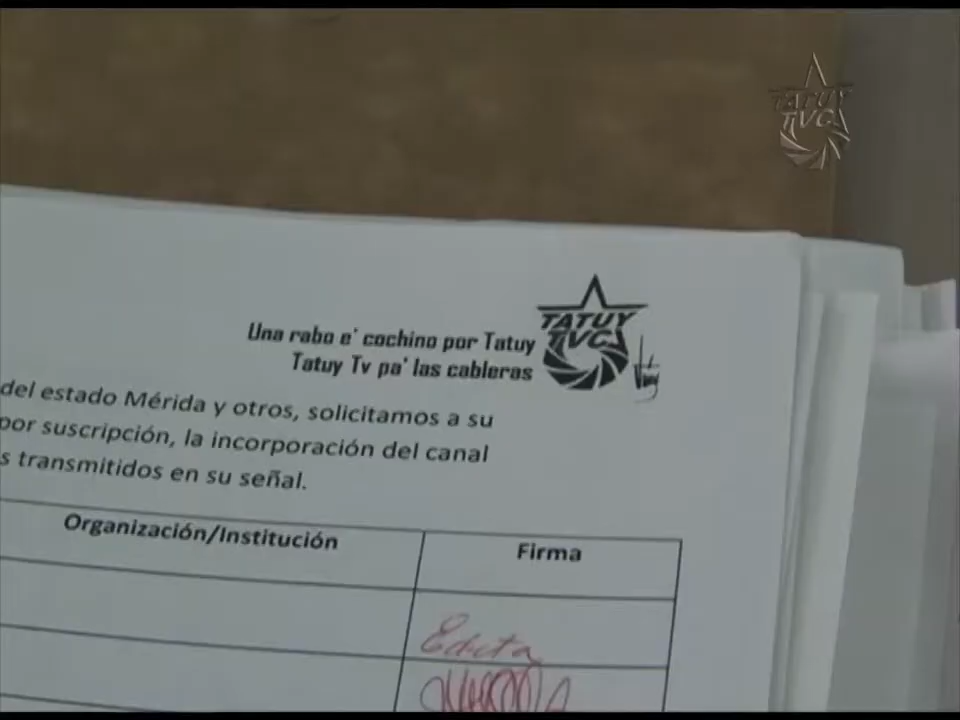 TATUY
TVC
Una rabo e' cochino por Tatuy
Tatuy Tv pa' las cableras
TATUY
TVC
del estado Mérida y otros, solicitamos a su
por suscripción, la incorporación del canal
s transmitidos en su señal.
Organización/Institución
Firma
Edicta